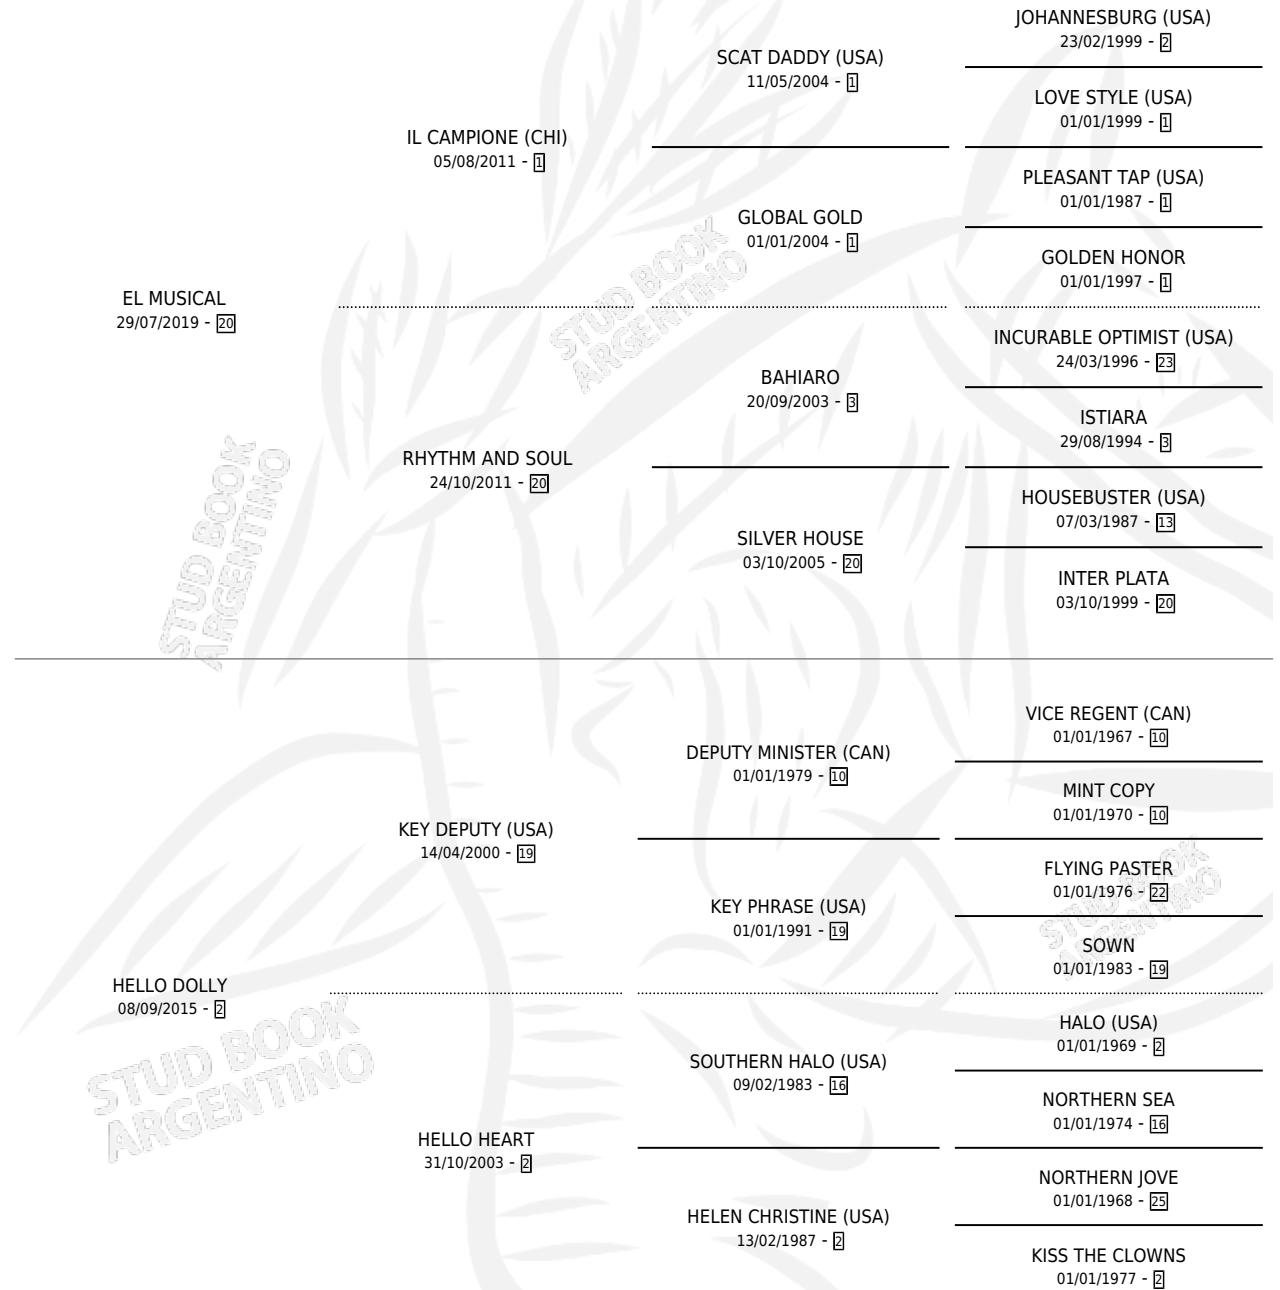 JOHANNESBURG (USA)
23/02/1999 - 2
SCAT DADDY (USA)
11/05/2004 - 1
LOVE STYLE (USA)
01/01/1999 - 1
IL CAMPIONE (CHI)
05/08/2011 - 1
PLEASANT TAP (USA)
01/01/1987 - 1
GLOBAL GOLD
01/01/2004 - 1
GOLDEN HONOR
01/01/1997 - 1
EL MUSICAL
29/07/2019 - 20
INCURABLE OPTIMIST (USA)
24/03/1996 - 23
BAHIARO
20/09/2003 - 3
ISTIARA
29/08/1994 - 3
RHYTHM AND SOUL
24/10/2011 - 20
HOUSEBUSTER (USA)
07/03/1987 - 13
SILVER HOUSE
03/10/2005 - 20
INTER PLATA
03/10/1999 - 20
VICE REGENT (CAN)
01/01/1967 - 10
DEPUTY MINISTER (CAN)
01/01/1979 - 10
MINT COPY
01/01/1970 - 10
KEY DEPUTY (USA)
14/04/2000 - 19
FLYING PASTER
01/01/1976 - 22
KEY PHRASE (USA)
01/01/1991 - 19
SOWN
01/01/1983 - 19
HELLO DOLLY
08/09/2015 - 2
HALO (USA)
01/01/1969 - 2
SOUTHERN HALO (USA)
09/02/1983 - 16
NORTHERN SEA
01/01/1974 - 16
HELLO HEART
31/10/2003 - 2
NORTHERN JOVE
01/01/1968 - 25
HELEN CHRISTINE (USA)
13/02/1987 - 2
KISS THE CLOWNS
01/01/1977 - 2
STUD BOOK
ARGENTINO
STUD BOOK
ARGENTINO
STUD BOOK
ARGENTINO
STUD BOOK
ARGENTINO